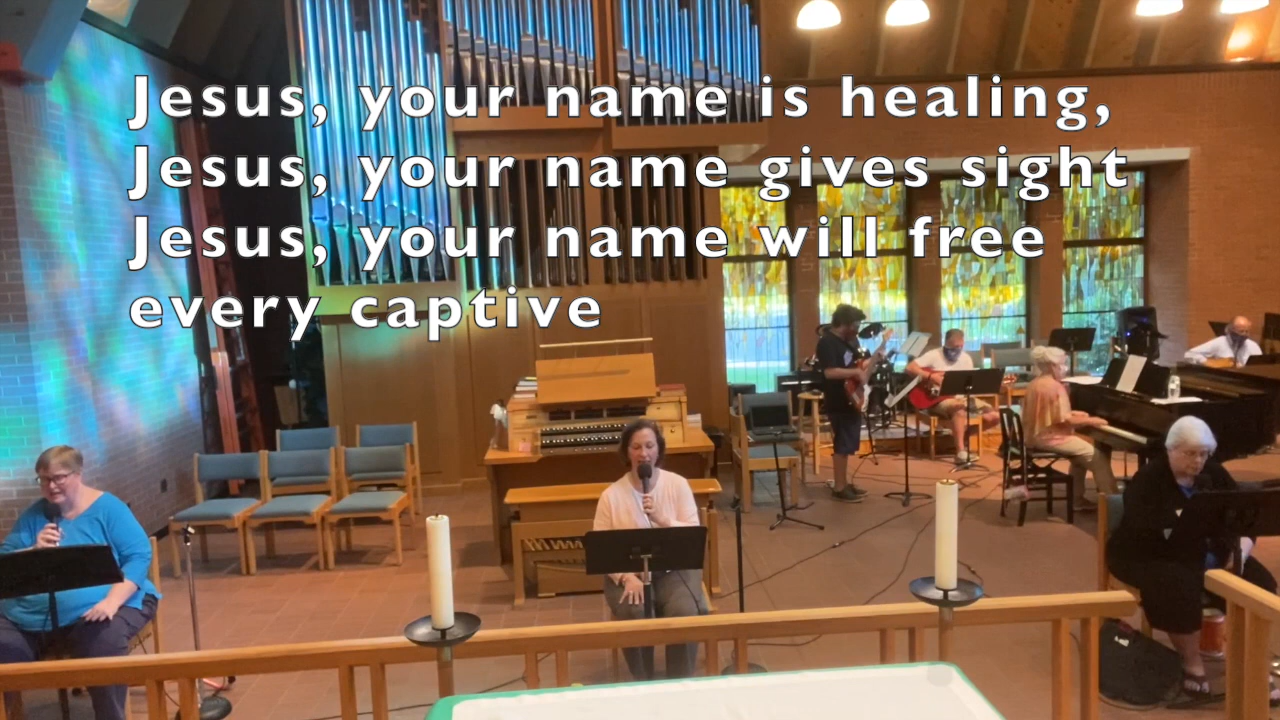 Jesus, your name is healing,
Jesus, your name gives sight
Jesus, your name will free
every captive